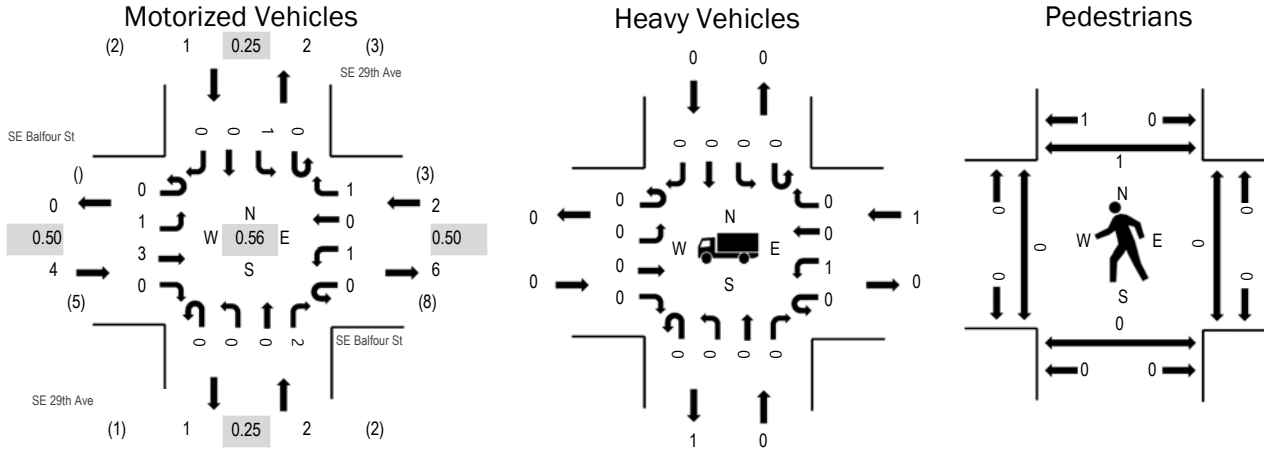 Motorized Vehicles
(2) 1 0.25 2 (3)
SE 29th Ave
SE Balfour St
0 0 1 0
() 0 1 (3)
0 1 0 2
0.50 W N 0.56 E S 0.50
4 3 1 6
(5) 0 0 (8)
0 0 0 2
SE Balfour St
SE 29th Ave
(1) 1 0.25 2 (2)
Heavy Vehicles
0 0
0 0 0 0
0 0
0 0 N 0 1
W E
0 0 S 1 0
0 0
0 0 0 0
1 0
Pedestrians
1 0
1
N
0 0
W E
0 0
0 0
S
0
0 0